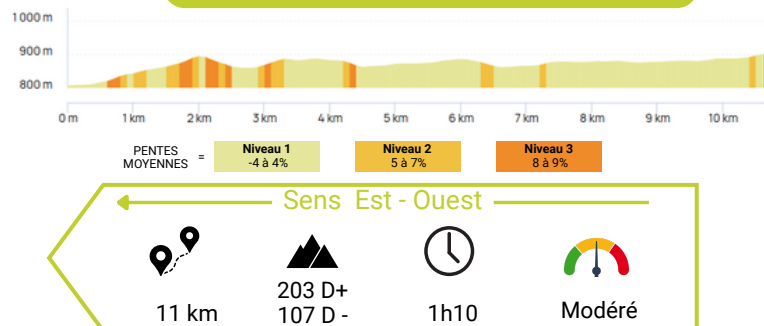 1 000 m
900 m
800 m
0 m 1 km 2 km 3 km 4 km 5 km 6 km 7 km 8 km 9 km 10 km
PENTES
MOYENNES =
Niveau 1
-4 à 4%
Niveau 2
5 à 7%
Niveau 3
8 à 9%
Sens Est - Ouest
11 km
203 D+
107 D -
1h10
Modéré